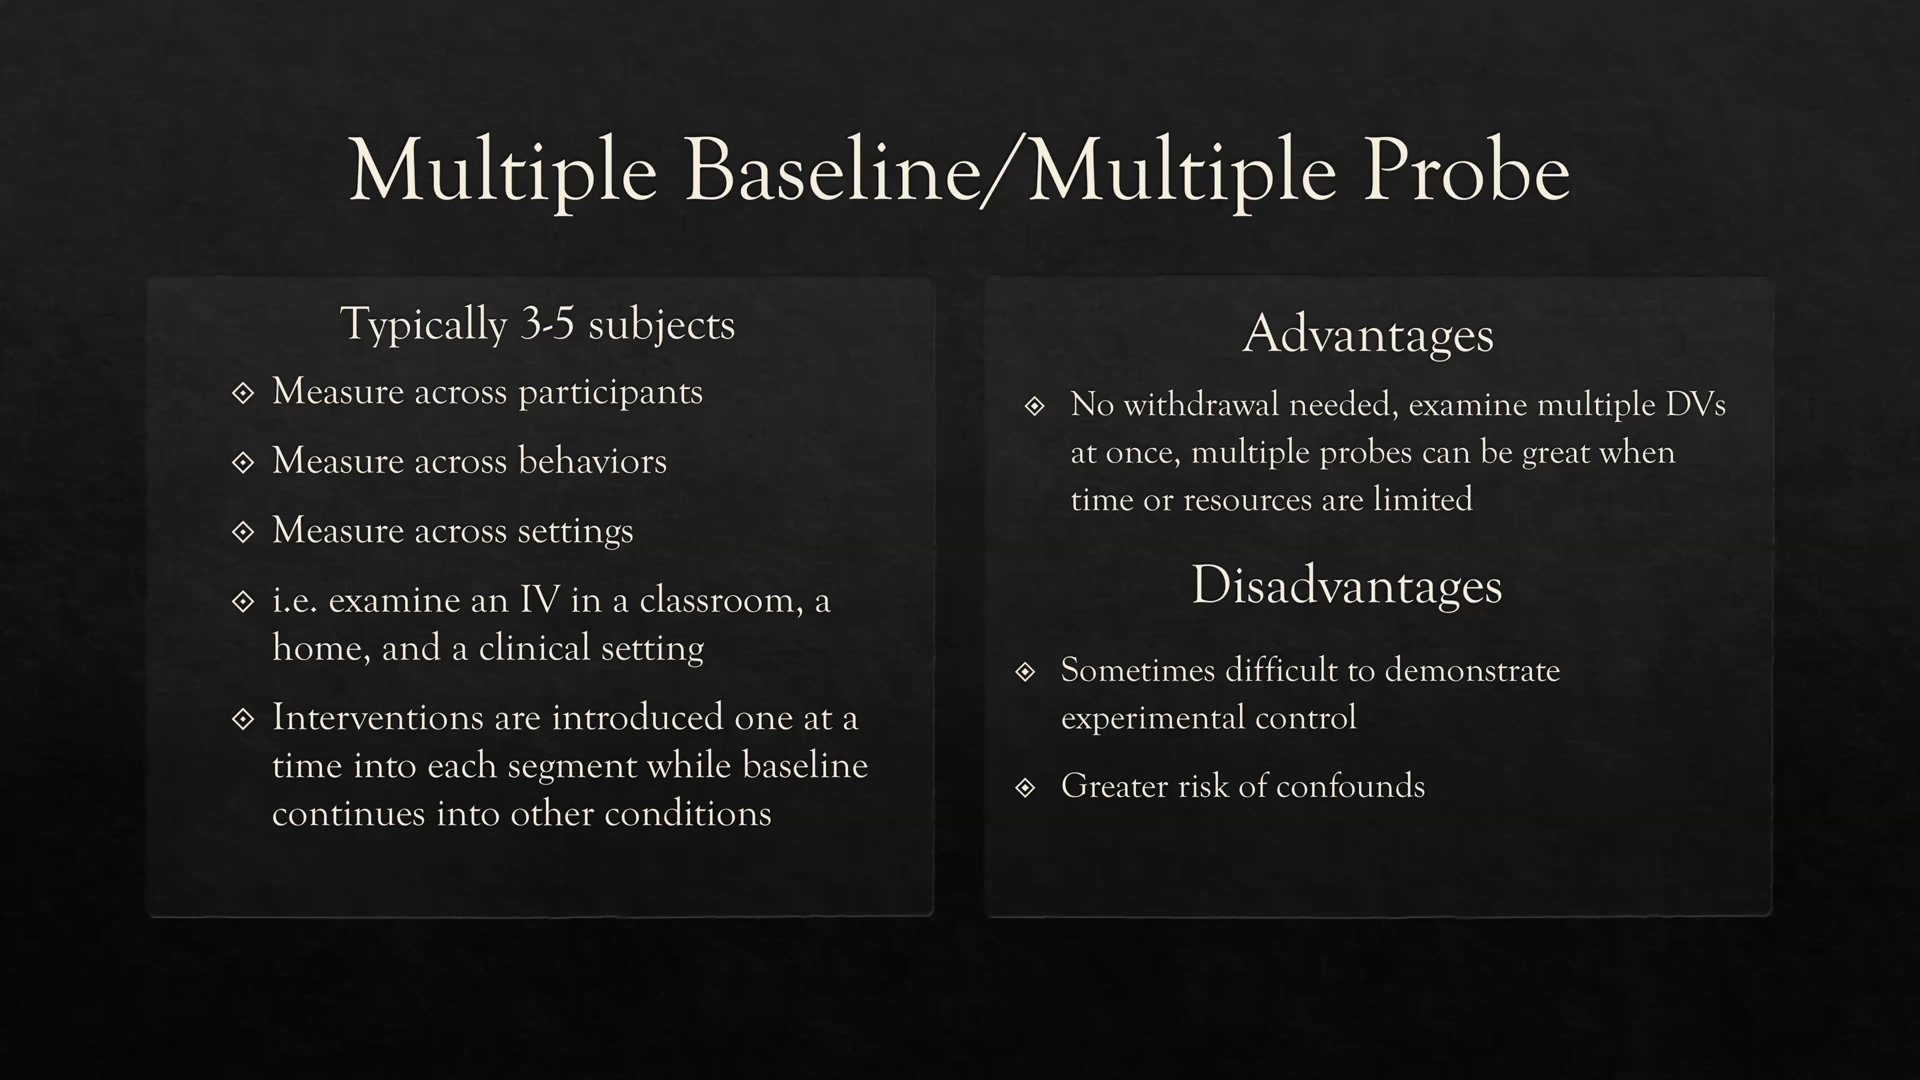 Multiple Baseline/Multiple Probe
Typically 3-5 subjects
Measure across participants
Measure across behaviors
Measure across settings
i.e. examine an IV in a classroom, a
home, and a clinical setting
Interventions are introduced one at a
time into each segment while baseline
continues into other conditions
Advantages
No withdrawal needed, examine multiple DVs
at once, multiple probes can be great when
time or resources are limited
Disadvantages
Sometimes difficult to demonstrate
experimental control
Greater risk of confounds